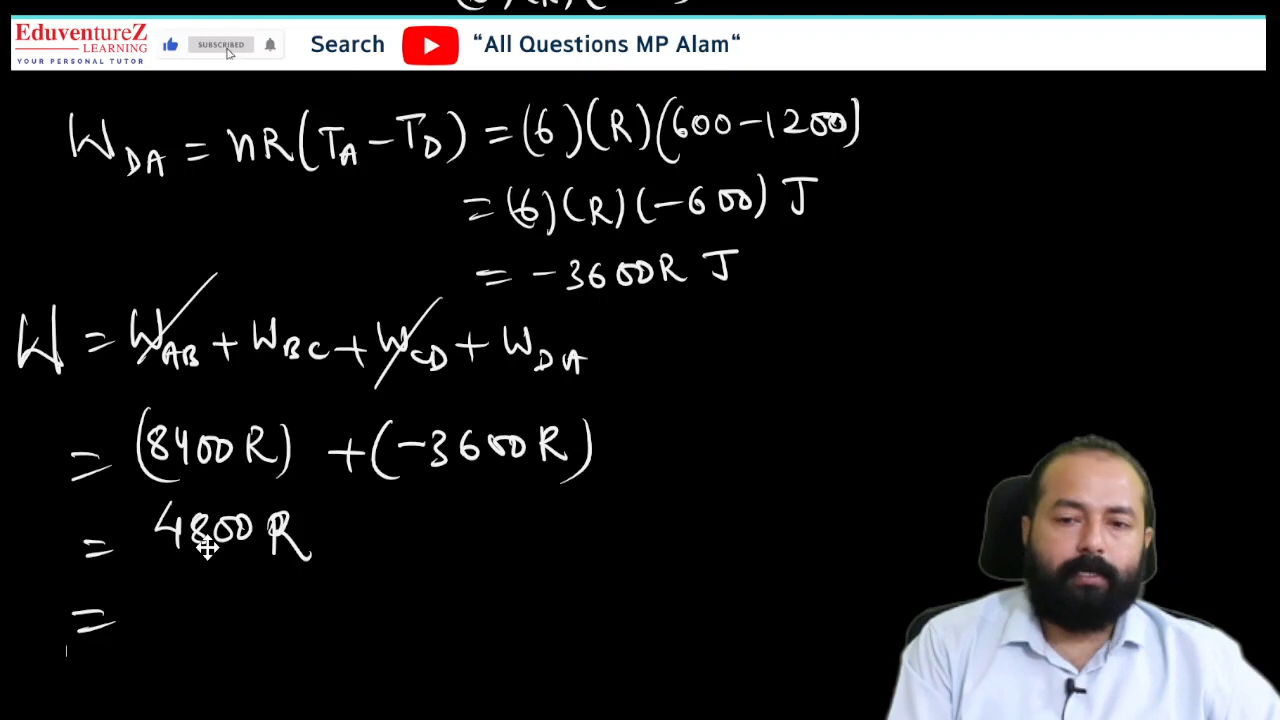 EduventureZ
LEARNING
YOUR PERSONAL TUTOR
SUBSCRIBED
Search
“All Questions MP Alam“
W_DA = nR(T_A - T_D) = (6)(R)(600-1200)
= (6)(R)(-600) J
= -3600R J
W = W_AB + W_BC + W_CD + W_DA
= (8400R) + (-3600R)
= 4800R
=